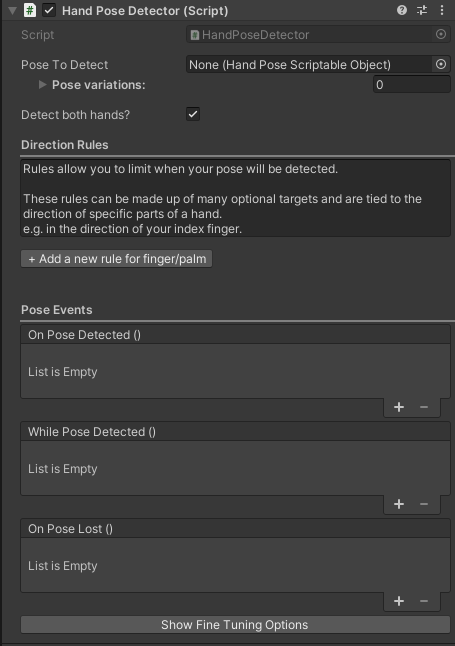 Hand Pose Detector (Script)
Script
HandPoseDetector
Pose To Detect
None (Hand Pose Scriptable Object)
Pose variations:
0
Detect both hands?
Direction Rules
Rules allow you to limit when your pose will be detected.
These rules can be made up of many optional targets and are tied to the
direction of specific parts of a hand.
e.g. in the direction of your index finger.
+ Add a new rule for finger/palm
Pose Events
On Pose Detected ()
List is Empty
+ −
While Pose Detected ()
List is Empty
+ −
On Pose Lost ()
List is Empty
+ −
Show Fine Tuning Options